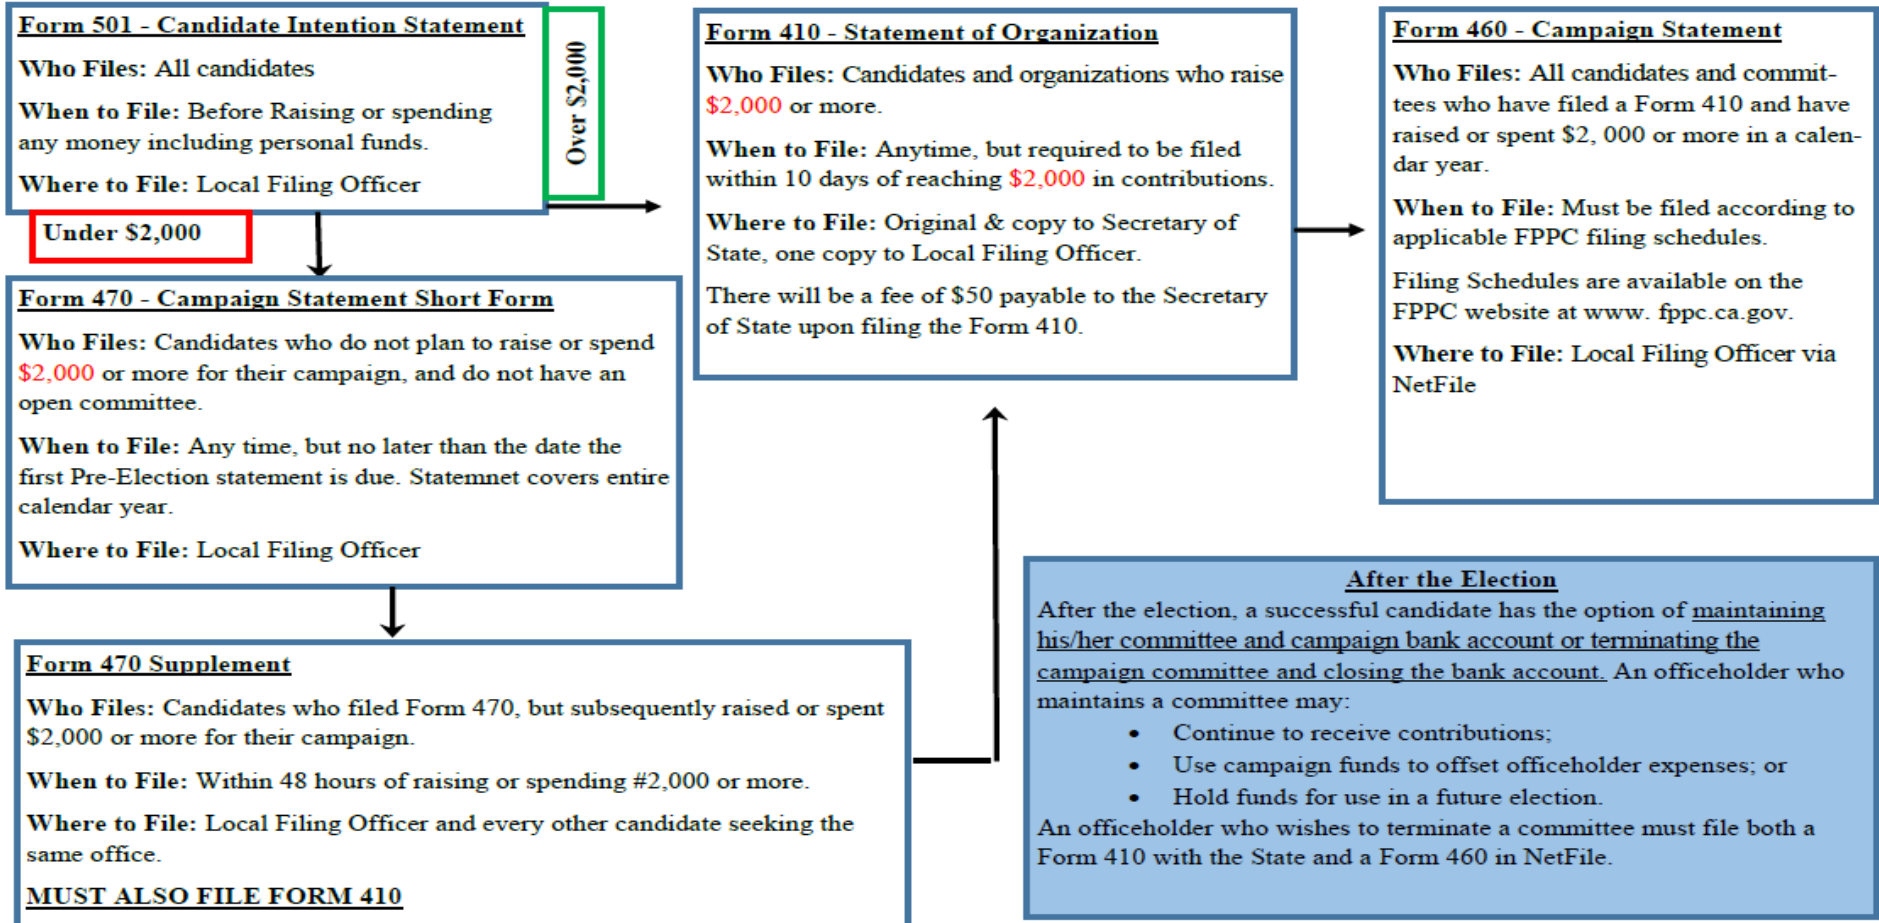 Form 501 - Candidate Intention Statement
Who Files: All candidates
When to File: Before Raising or spending
any money including personal funds.
Where to File: Local Filing Officer
Over $2,000
Under $2,000
Form 470 - Campaign Statement Short Form
Who Files: Candidates who do not plan to raise or spend
$2,000 or more for their campaign, and do not have an
open committee.
When to File: Any time, but no later than the date the
first Pre-Election statement is due. Statemnet covers entire
calendar year.
Where to File: Local Filing Officer
Form 470 Supplement
Who Files: Candidates who filed Form 470, but subsequently raised or spent
$2,000 or more for their campaign.
When to File: Within 48 hours of raising or spending #2,000 or more.
Where to File: Local Filing Officer and every other candidate seeking the
same office.
MUST ALSO FILE FORM 410
Form 410 - Statement of Organization
Who Files: Candidates and organizations who raise
$2,000 or more.
When to File: Anytime, but required to be filed
within 10 days of reaching $2,000 in contributions.
Where to File: Original & copy to Secretary of
State, one copy to Local Filing Officer.
There will be a fee of $50 payable to the Secretary
of State upon filing the Form 410.
Form 460 - Campaign Statement
Who Files: All candidates and commit-
tees who have filed a Form 410 and have
raised or spent $2, 000 or more in a calen-
dar year.
When to File: Must be filed according to
applicable FPPC filing schedules.
Filing Schedules are available on the
FPPC website at www. fppc.ca.gov.
Where to File: Local Filing Officer via
NetFile
After the Election
After the election, a successful candidate has the option of maintaining
his/her committee and campaign bank account or terminating the
campaign committee and closing the bank account. An officeholder who
maintains a committee may:
• Continue to receive contributions;
• Use campaign funds to offset officeholder expenses; or
• Hold funds for use in a future election.
An officeholder who wishes to terminate a committee must file both a
Form 410 with the State and a Form 460 in NetFile.